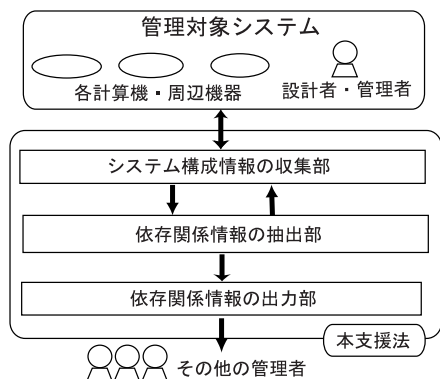 管理対象システム
各計算機・周辺機器
設計者・管理者
システム構成情報の収集部
依存関係情報の抽出部
依存関係情報の出力部
本支援法
その他の管理者